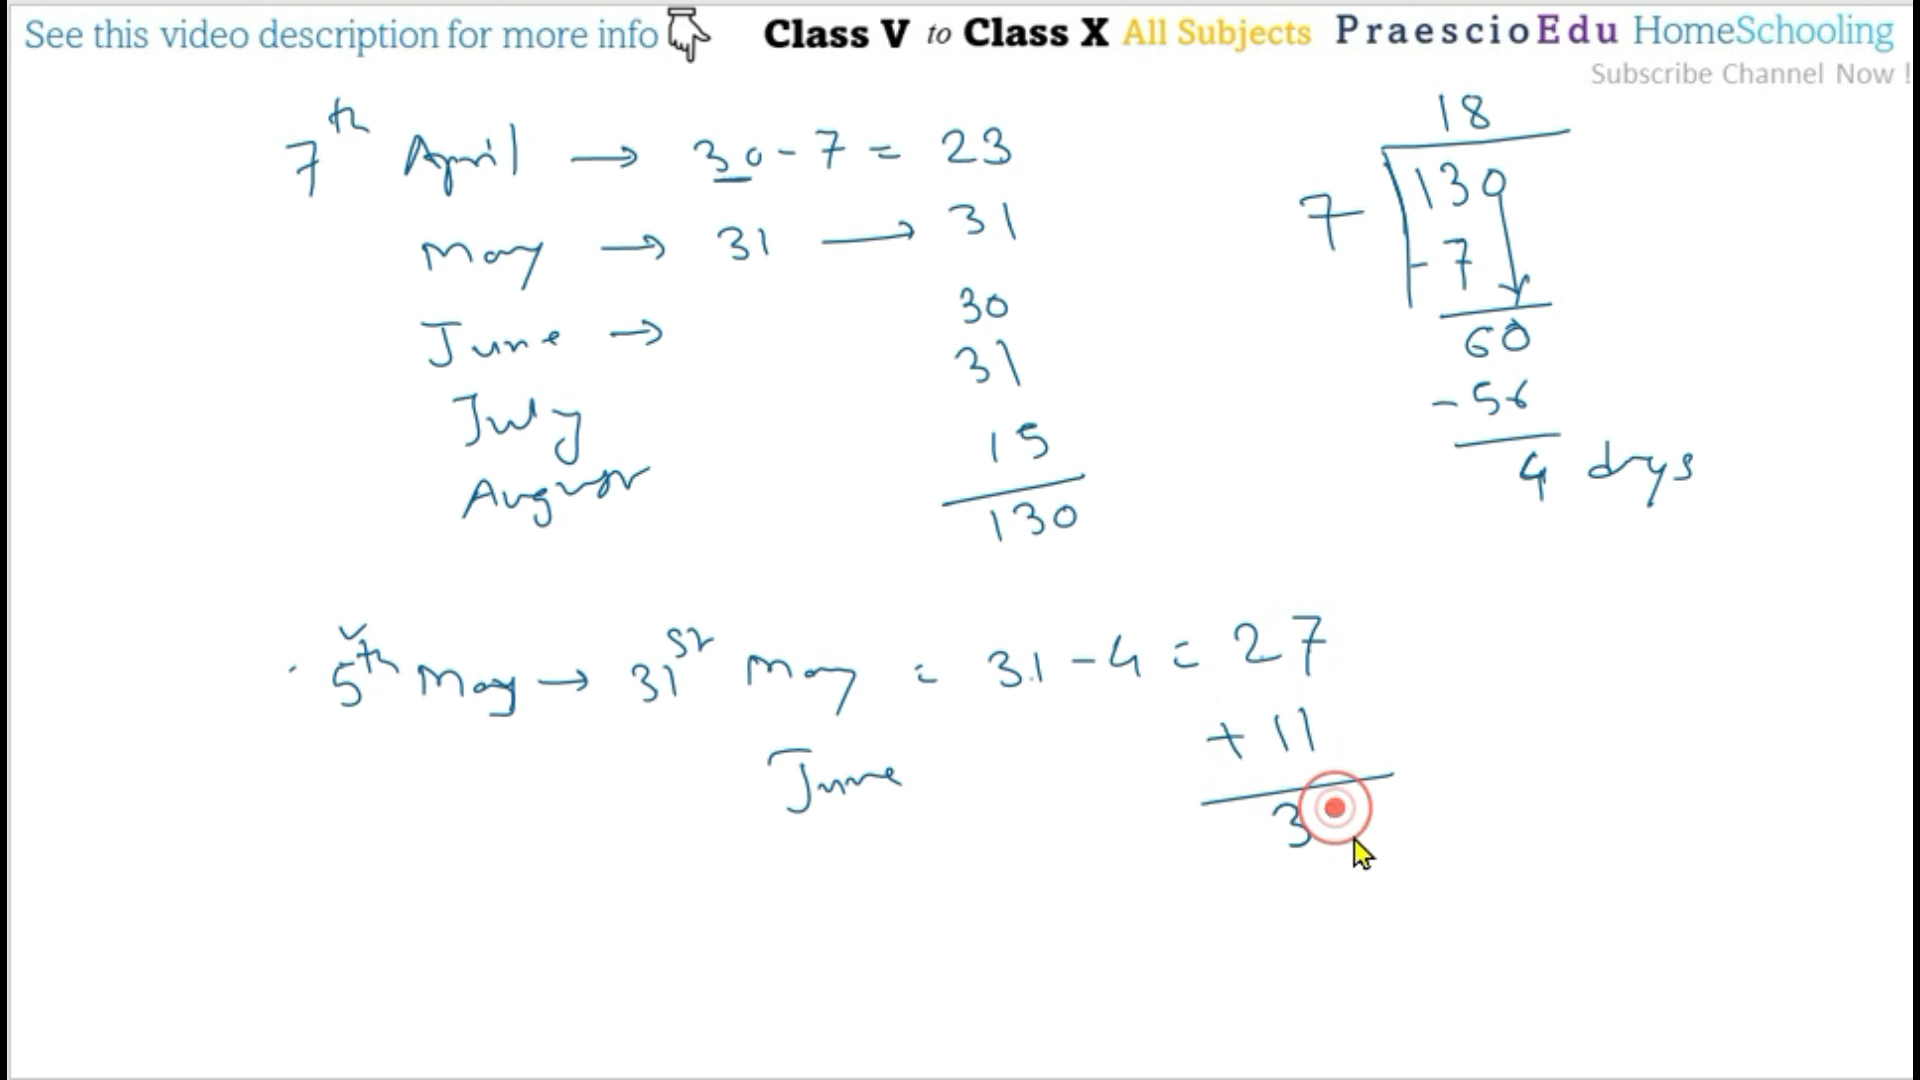 See this video description for more info Class V to Class X All Subjects PraescioEdu HomeSchooling
Subscribe Channel Now !
7th April → 30 - 7 = 23
May → 31 → 31
June → 30
July 31
August 15
130
18
7 130
- 7
60
- 56
4 days
5th May → 31st May = 31 - 4 = 27
June + 11
3